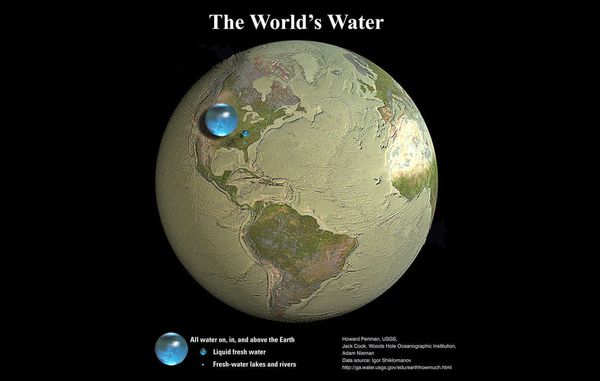 The World's Water
All water on, in, and above the Earth
Liquid fresh water
Fresh-water lakes and rivers
Howard Perlman, USGS,
Jack Cook, Woods Hole Oceanographic Institution,
Adam Nieman
Data source: Igor Shiklomanov
http://ga.water.usgs.gov/edu/earthhowmuch.html